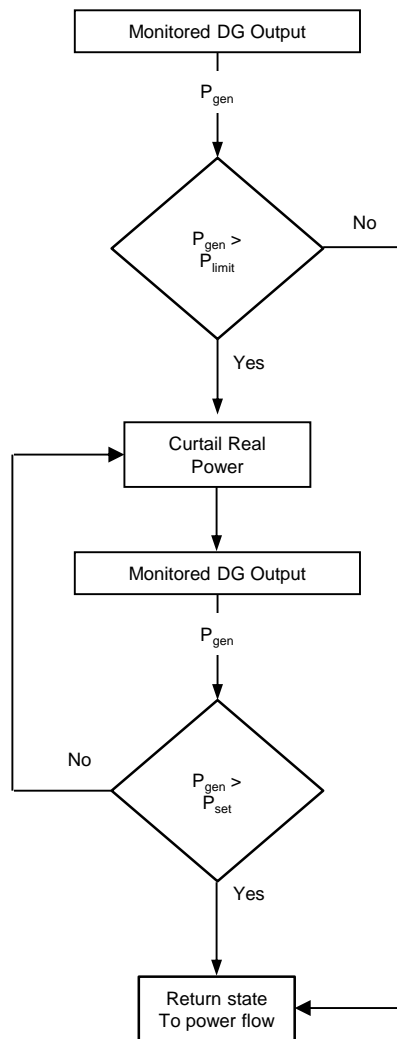 Monitored DG Output
Pgen
Pgen >
Plimit
No
Yes
Curtail Real
Power
Monitored DG Output
Pgen
No
Pgen >
Pset
Yes
Return state
To power flow